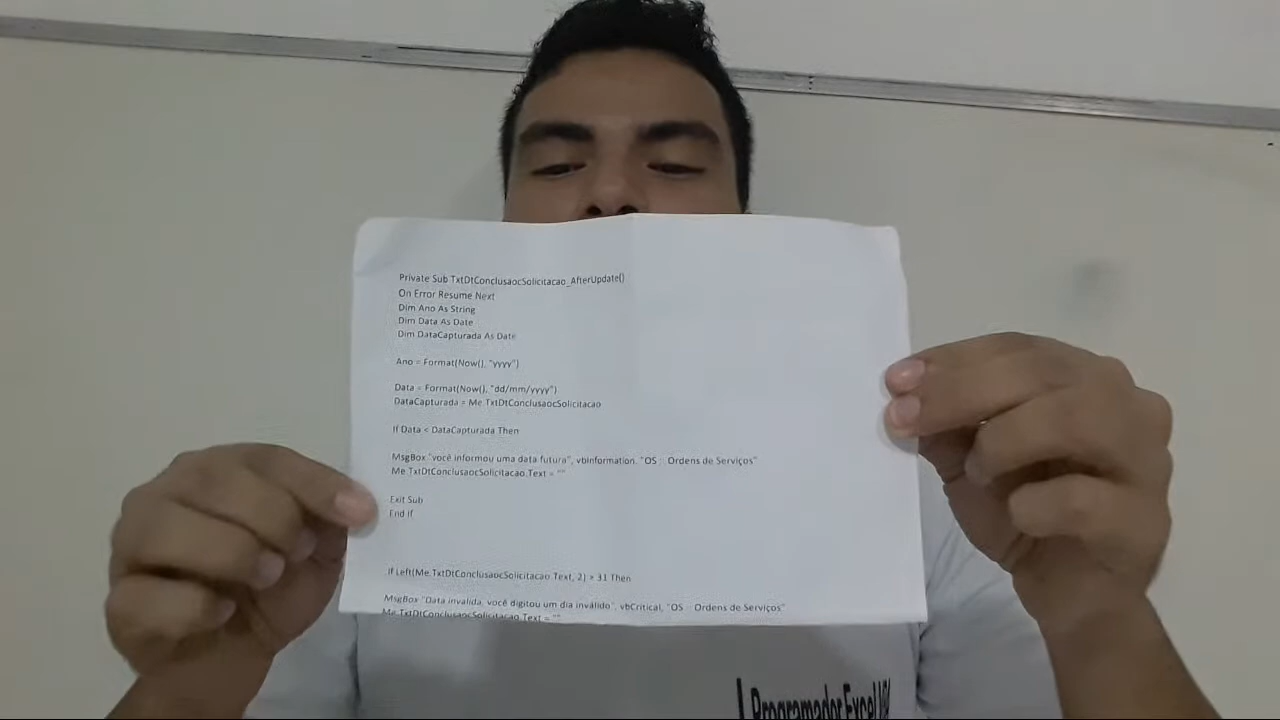 Private Sub TxtDtConclusaocSolicitacao_AfterUpdate()
On Error Resume Next
Dim Ano As String
Dim Data As Date
Dim DataCapturada As Date
Ano = Format(Now(), "yyyy")
Data = Format(Now(), "dd/mm/yyyy")
DataCapturada = Me.TxtDtConclusaocSolicitacao
If Data < DataCapturada Then
MsgBox "você informou uma data futura", vbInformation, "OS - Ordens de Serviços"
Me.TxtDtConclusaocSolicitacao.Text = ""
Exit Sub
End If
If Left(Me.TxtDtConclusaocSolicitacao.Text, 2) > 31 Then
MsgBox "Data invalida, você digitou um dia inválido", vbCritical, "OS - Ordens de Serviços"
Me.TxtDtConclusaocSolicitacao.Text = ""
Programador Excel